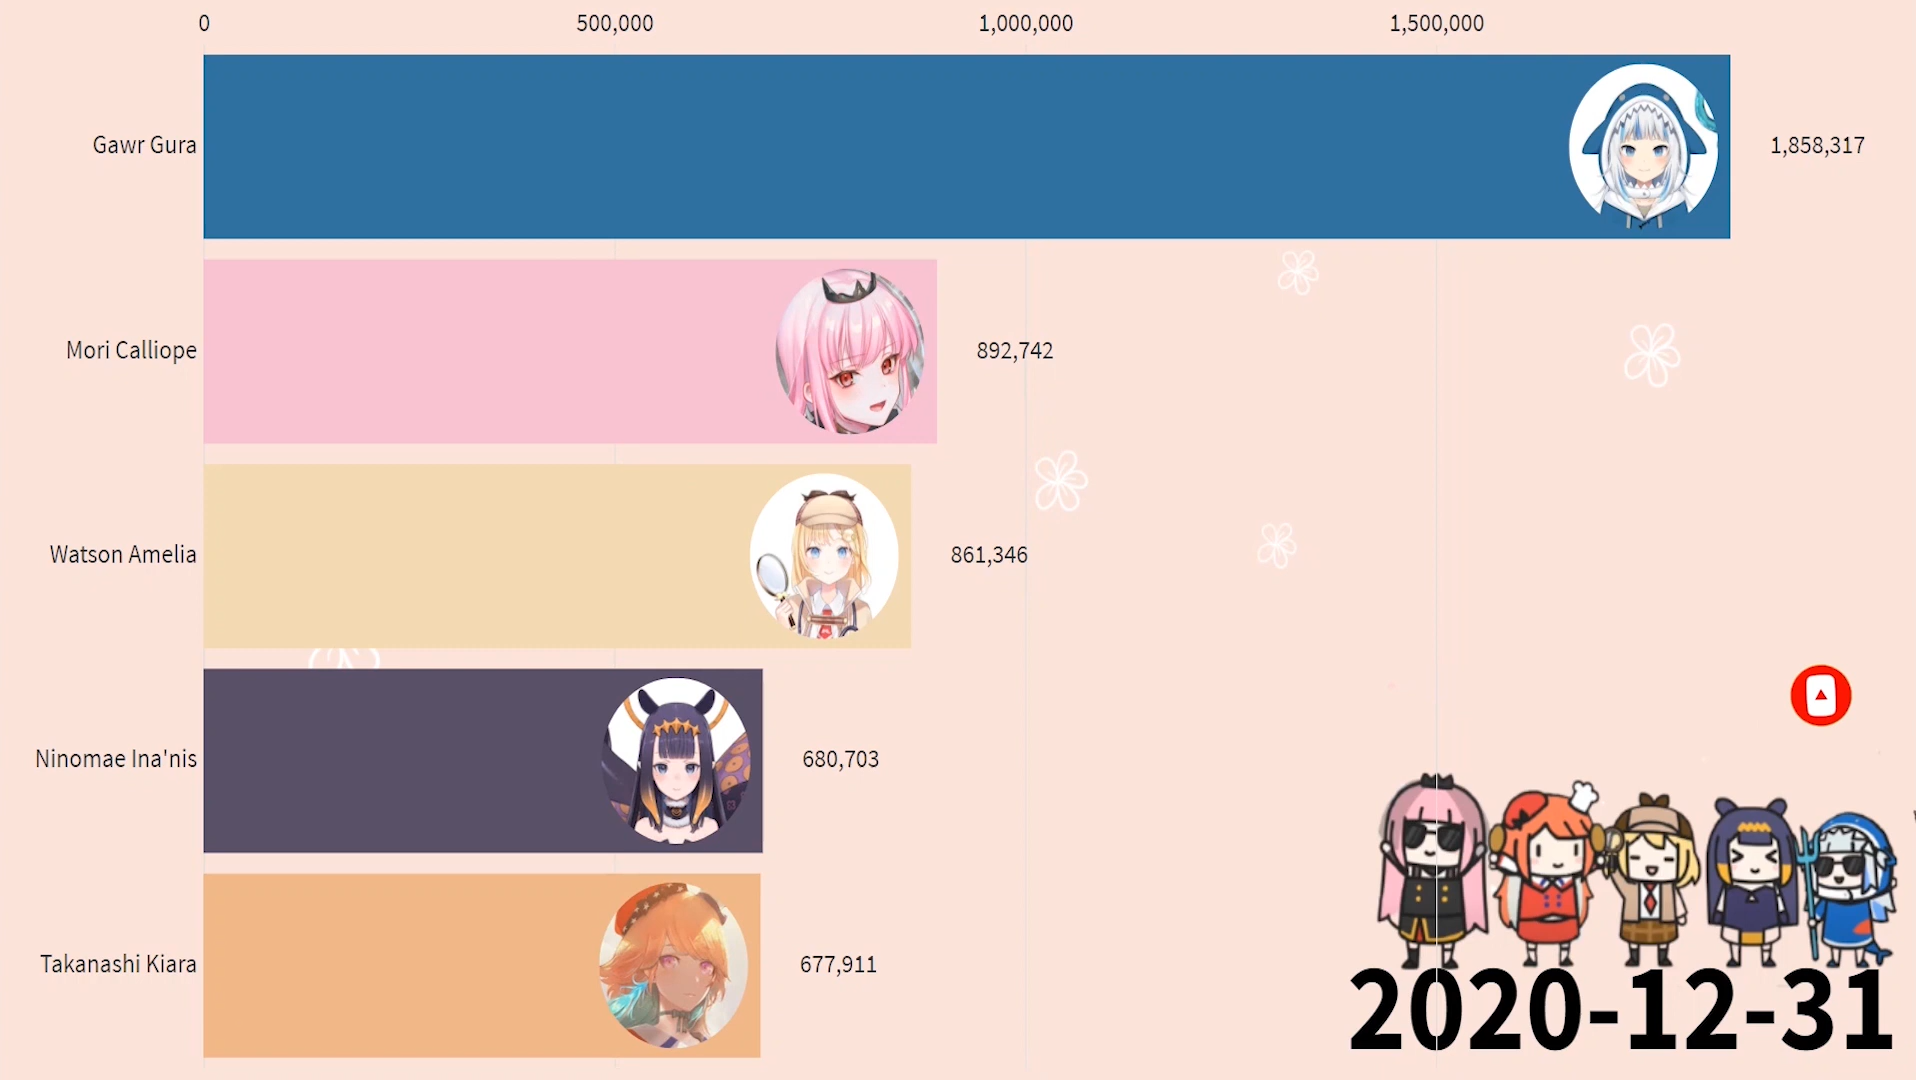 0 500,000 1,000,000 1,500,000
Gawr Gura 1,858,317
Mori Calliope 892,742
Watson Amelia 861,346
Ninomae Ina'nis 680,703
Takanashi Kiara 677,911
2020-12-31